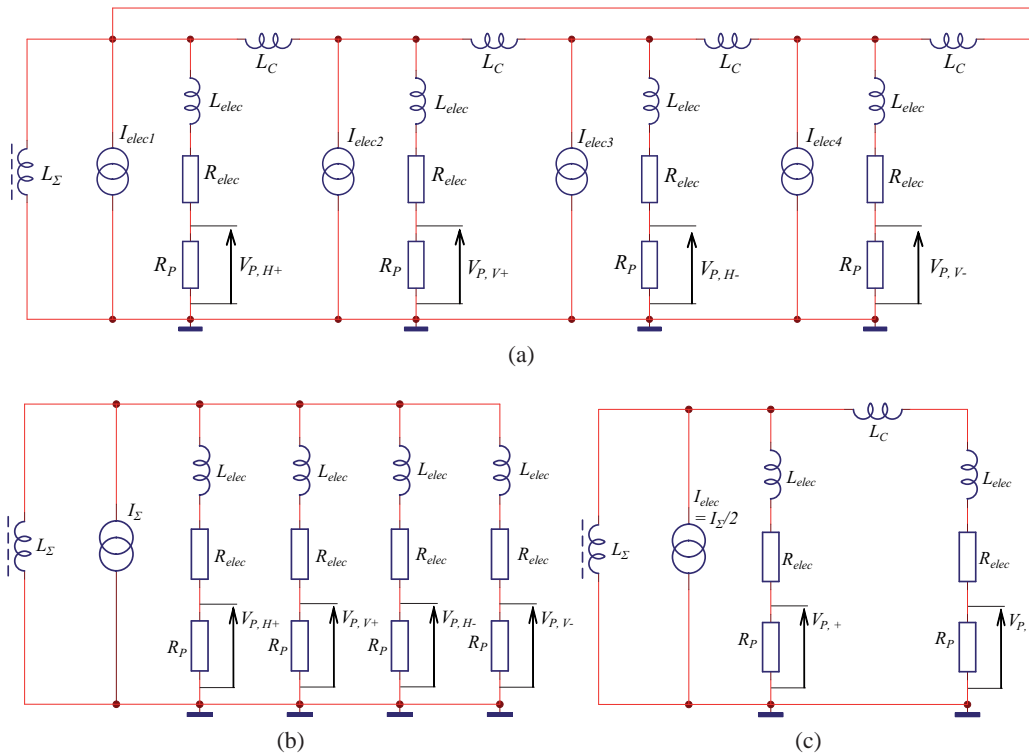 L_C L_C L_C L_C
L_elec L_elec L_elec L_elec
I_elec1 I_elec2 I_elec3 I_elec4
L_Σ R_elec R_elec R_elec R_elec
R_P V_P, H+ R_P V_P, V+ R_P V_P, H- R_P V_P, V-
(a)
L_elec L_elec L_elec L_elec
I_Σ
L_Σ R_elec R_elec R_elec R_elec
R_P V_P, H+ R_P V_P, V+ R_P V_P, H- R_P V_P, V-
(b)
L_C
L_elec L_elec
I_elec
= I_Σ/2
L_Σ R_elec R_elec
R_P V_P, + R_P V_P,
(c)